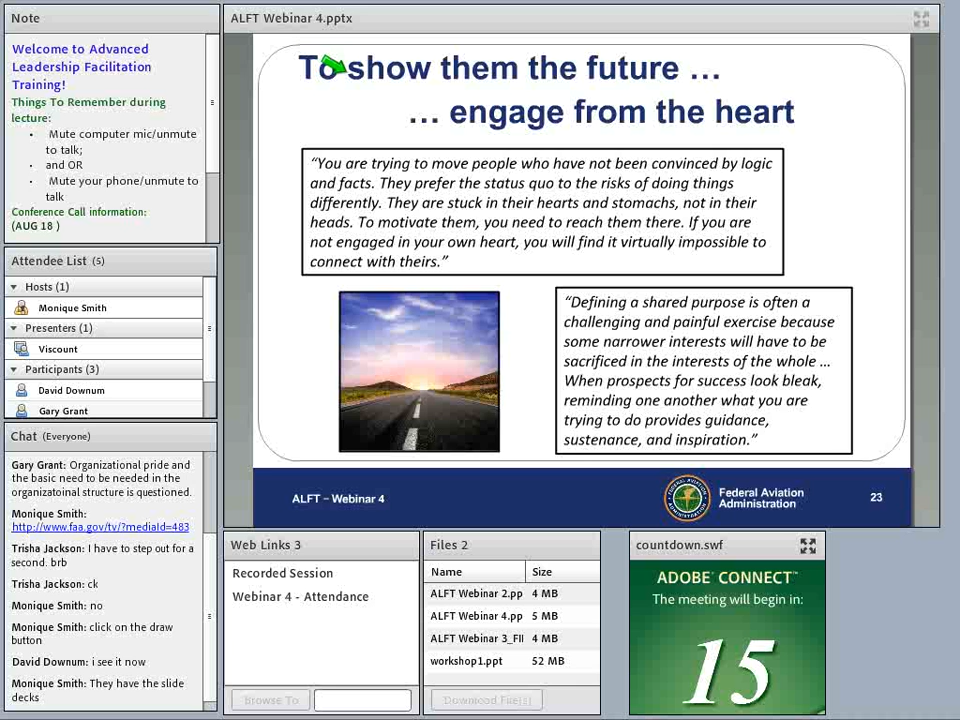 Note
Welcome to Advanced
Leadership Facilitation
Training!
Things To Remember during
lecture:
• Mute computer mic/unmute
to talk;
• and OR
• Mute your phone/unmute to
talk
Conference Call information:
(AUG 18 )
Attendee List (5)
Hosts (1)
Monique Smith
Presenters (1)
Viscount
Participants (3)
David Downum
Gary Grant
Chat (Everyone)
Gary Grant: Organizational pride and
the basic need to be needed in the
organizatoinal structure is questioned.
Monique Smith:
http://www.faa.gov/tv/?mediaId=483
Trisha Jackson: I have to step out for a
second. brb
Trisha Jackson: ck
Monique Smith: no
Monique Smith: click on the draw
button
David Downum: i see it now
Monique Smith: They have the slide
decks
ALFT Webinar 4.pptx
To show them the future …
… engage from the heart
“You are trying to move people who have not been convinced by logic
and facts. They prefer the status quo to the risks of doing things
differently. They are stuck in their hearts and stomachs, not in their
heads. To motivate them, you need to reach them there. If you are
not engaged in your own heart, you will find it virtually impossible to
connect with theirs.”
“Defining a shared purpose is often a
challenging and painful exercise because
some narrower interests will have to be
sacrificed in the interests of the whole …
When prospects for success look bleak,
reminding one another what you are
trying to do provides guidance,
sustenance, and inspiration.”
ALFT – Webinar 4
Federal Aviation
Administration
23
Web Links 3
Recorded Session
Webinar 4 - Attendance
Browse To
Files 2
Name Size
ALFT Webinar 2.pp 4 MB
ALFT Webinar 4.pp 5 MB
ALFT Webinar 3_FII 4 MB
workshop1.ppt 52 MB
Download File(s)
countdown.swf
ADOBE® CONNECT™
The meeting will begin in:
15